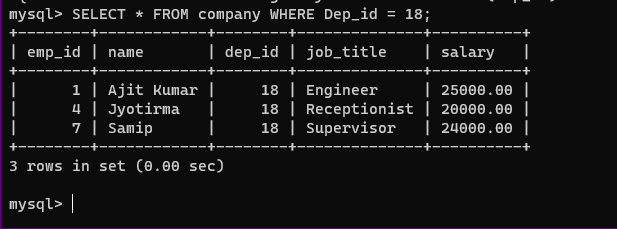 mysql> SELECT * FROM company WHERE Dep_id = 18;
+--------+------------+--------+--------------+----------+
| emp_id | name       | dep_id | job_title    | salary   |
+--------+------------+--------+--------------+----------+
|      1 | Ajit Kumar |     18 | Engineer     | 25000.00 |
|      4 | Jyotirma   |     18 | Receptionist | 20000.00 |
|      7 | Samip      |     18 | Supervisor   | 24000.00 |
+--------+------------+--------+--------------+----------+
3 rows in set (0.00 sec)
mysql>